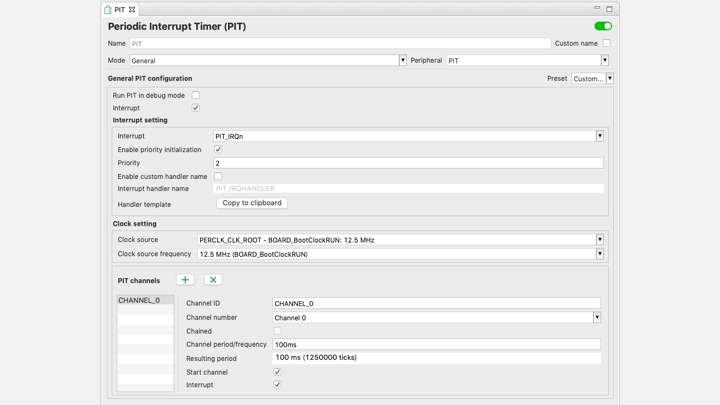 PIT
Periodic Interrupt Timer (PIT)
Name PIT Custom name
Mode General Peripheral PIT
General PIT configuration Preset Custom...
Run PIT in debug mode
Interrupt
Interrupt setting
Interrupt PIT_IRQn
Enable priority initialization
Priority 2
Enable custom handler name
Interrupt handler name PIT_IRQHANDLER
Handler template Copy to clipboard
Clock setting
Clock source PERCLK_CLK_ROOT - BOARD_BootClockRUN: 12.5 MHz
Clock source frequency 12.5 MHz (BOARD_BootClockRUN)
PIT channels
CHANNEL_0
Channel ID CHANNEL_0
Channel number Channel 0
Chained
Channel period/frequency 100ms
Resulting period 100 ms (1250000 ticks)
Start channel
Interrupt